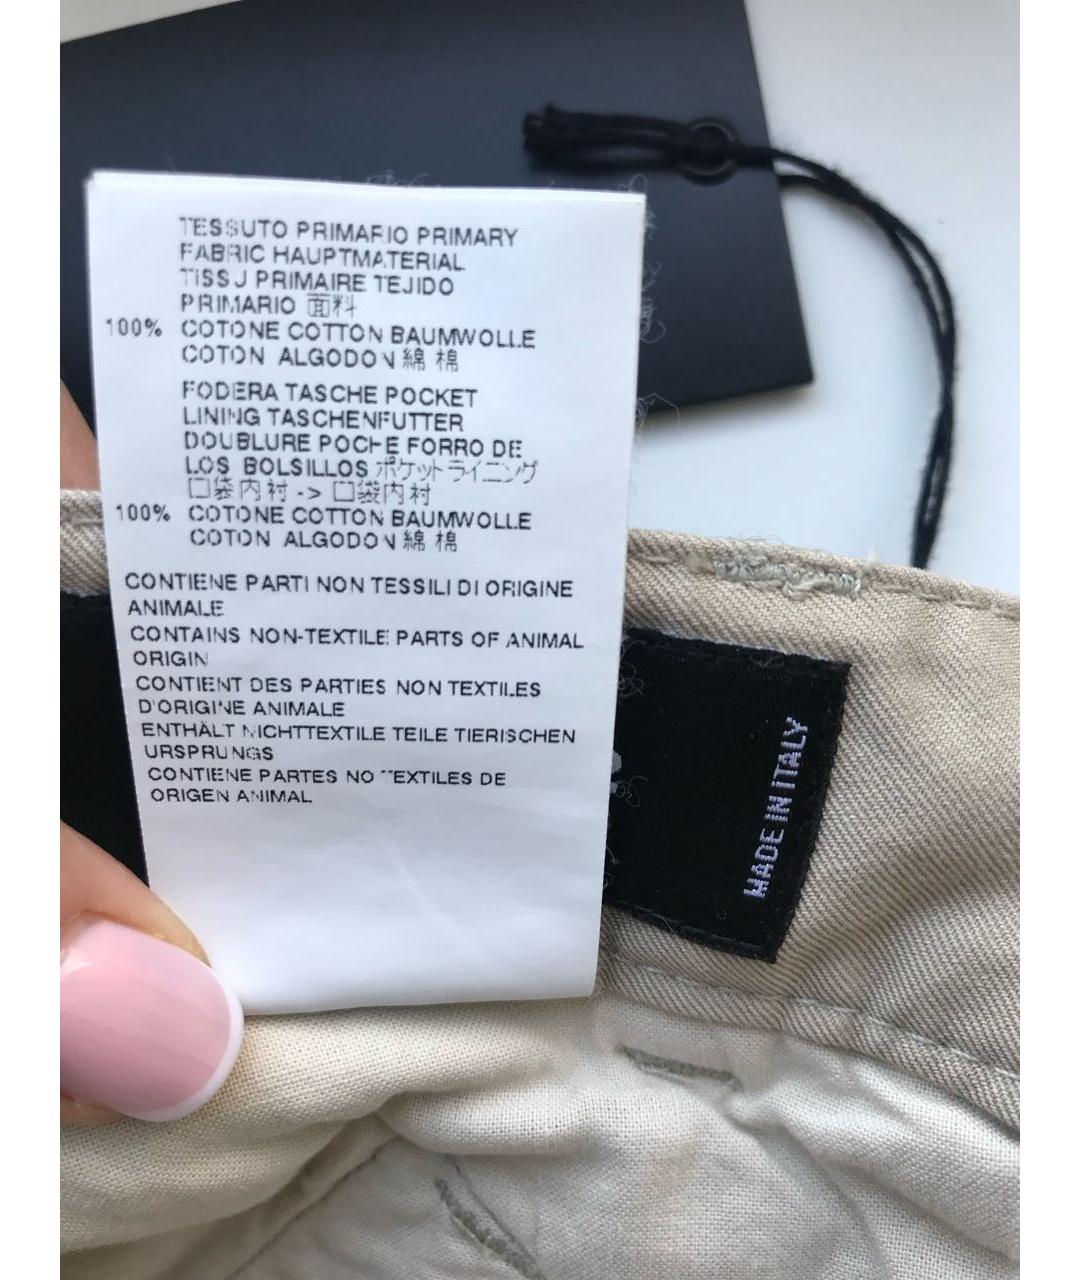 TESSUTO PRIMARIO PRIMARY
FABRIC HAUPTMATERIAL
TISSU PRIMAIRE TEJIDO
PRIMARIO 面料
100% COTONE COTTON BAUMWOLLE
COTON ALGODON 綿 棉
FODERA TASCHE POCKET
LINING TASCHENFUTTER
DOUBLURE POCHE FORRO DE
LOS BOLSILLOS ポケットライニング
口袋内衬 -> 口袋内衬
100% COTONE COTTON BAUMWOLLE
COTON ALGODON 綿 棉
CONTIENE PARTI NON TESSILI DI ORIGINE
ANIMALE
CONTAINS NON-TEXTILE PARTS OF ANIMAL
ORIGIN
CONTIENT DES PARTIES NON TEXTILES
D'ORIGINE ANIMALE
ENTHÄLT NICHTTEXTILE TEILE TIERISCHEN
URSPRUNGS
CONTIENE PARTES NO TEXTILES DE
ORIGEN ANIMAL
MADE IN ITALY